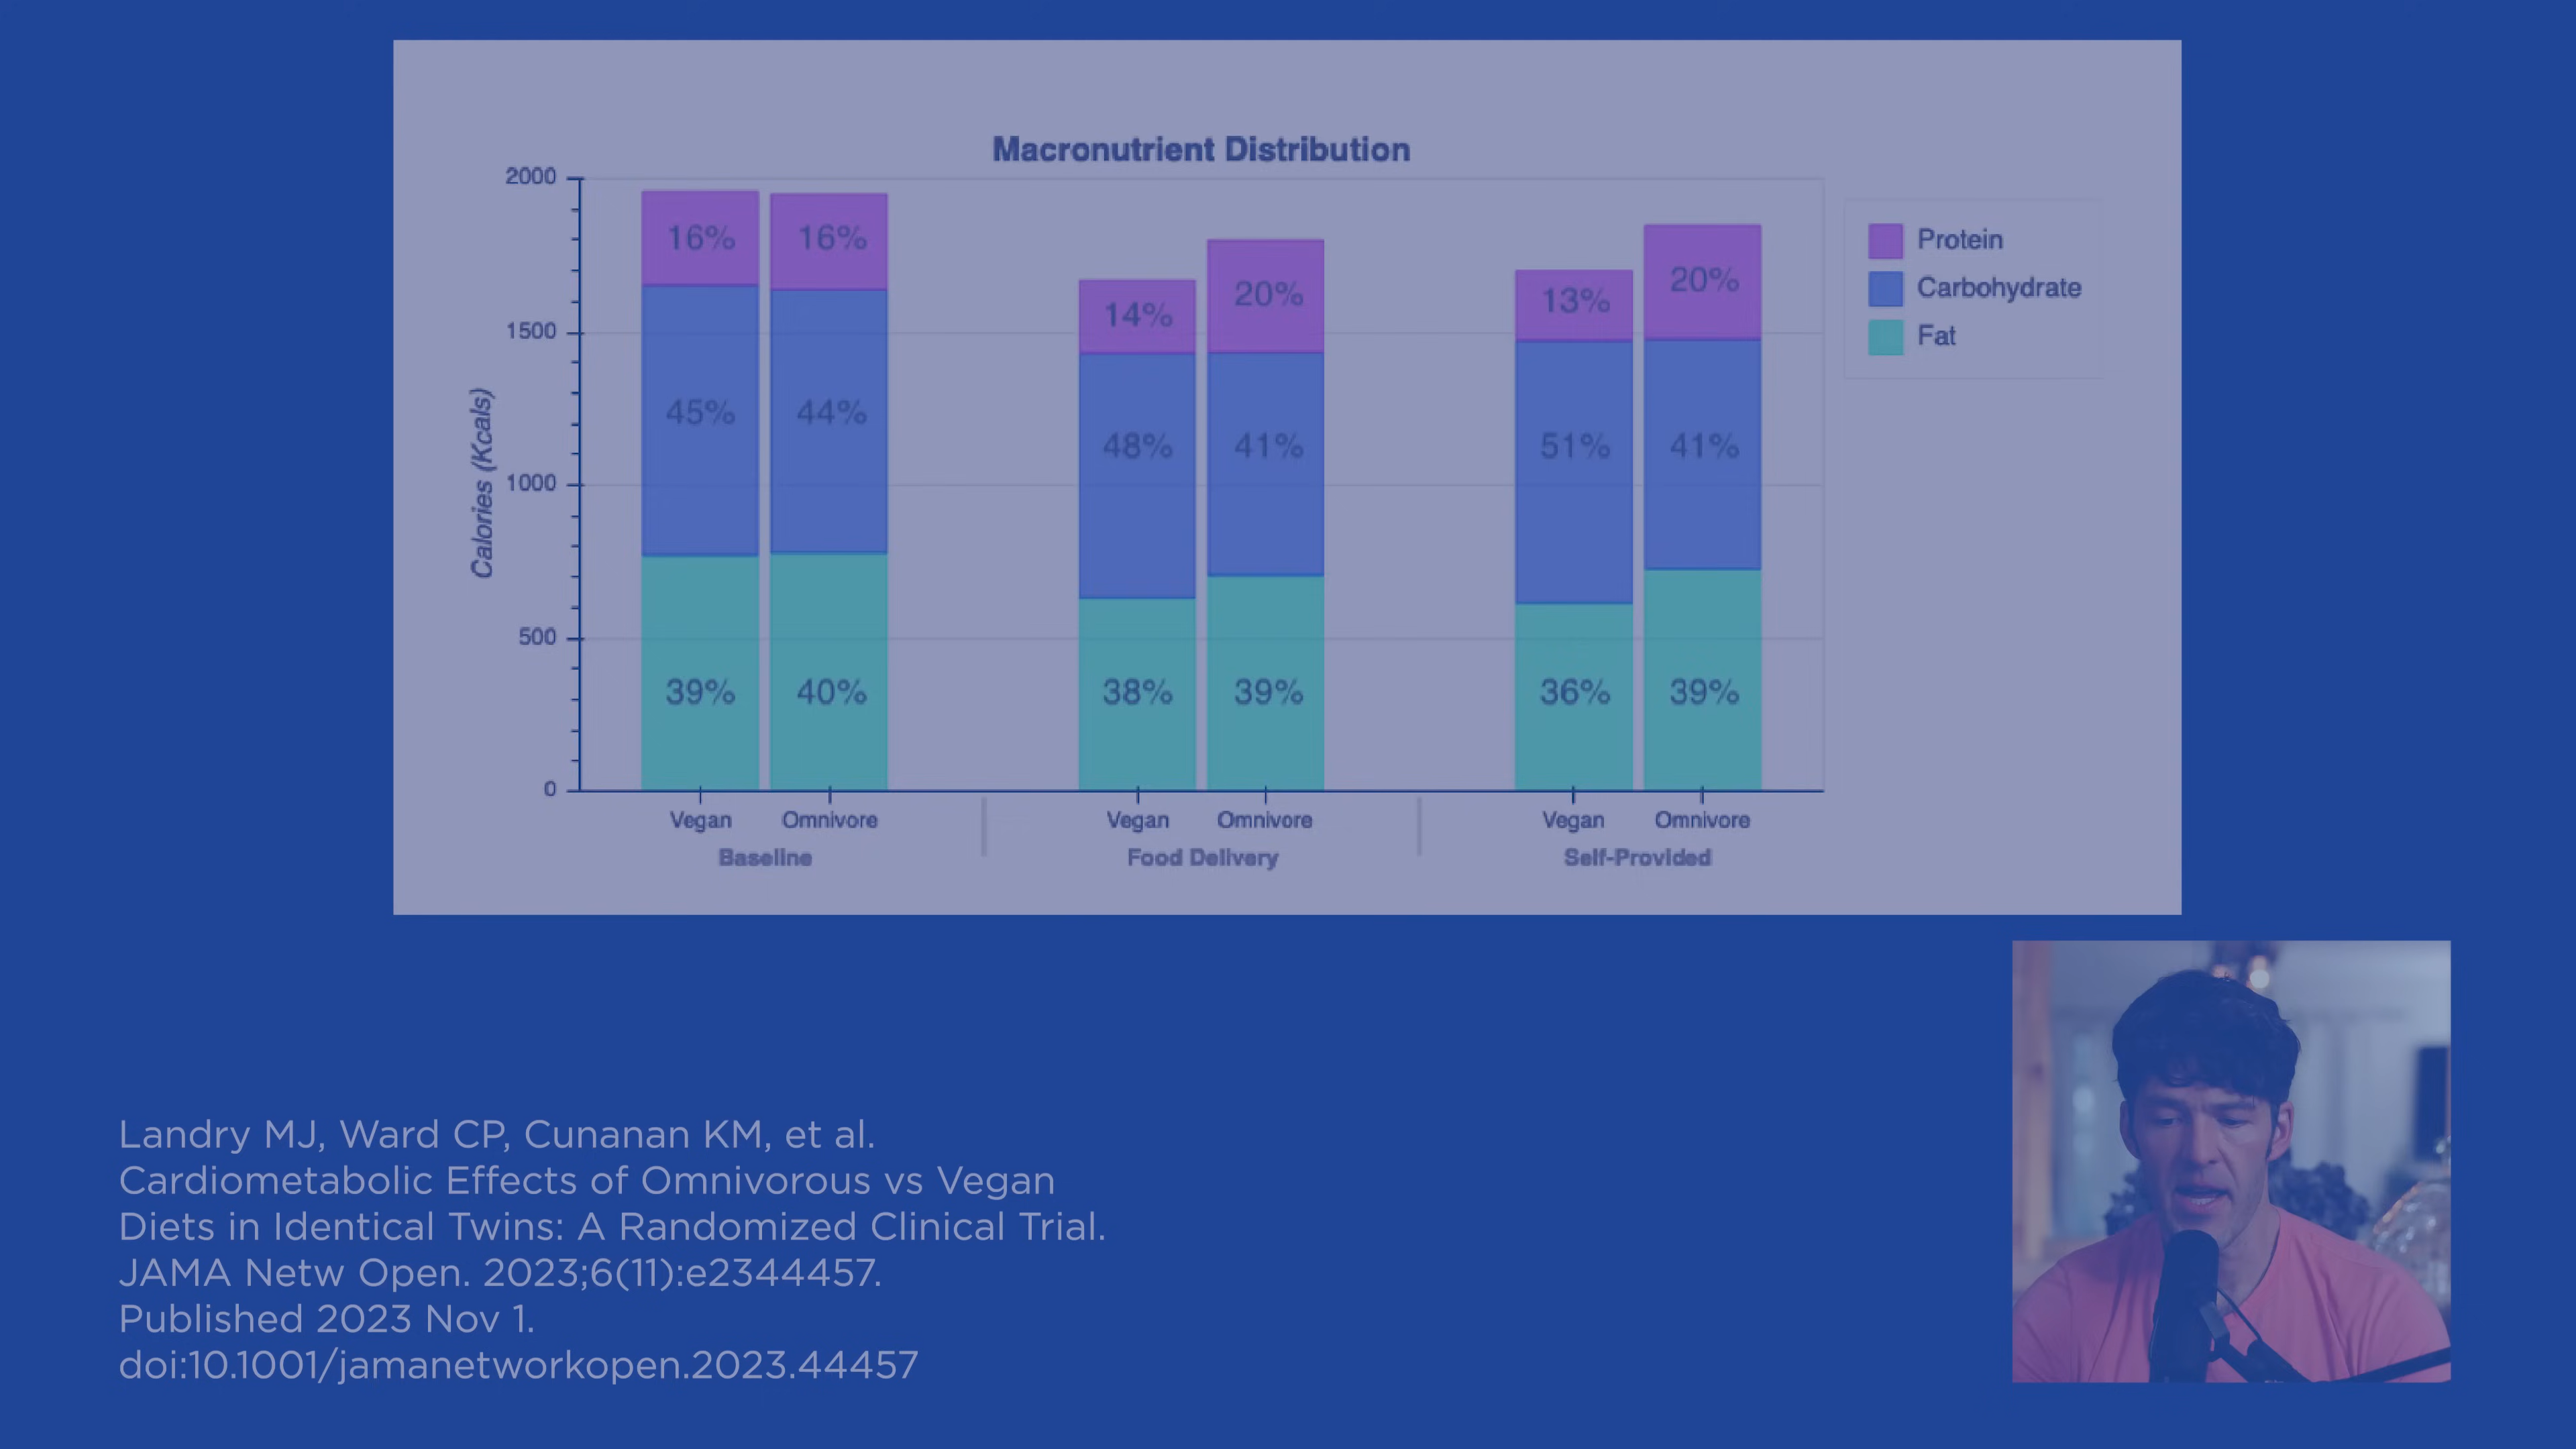 Macronutrient Distribution
2000
1500
1000
500
0
Calories (Kcals)
16%
16%
45%
44%
39%
40%
14%
20%
48%
41%
38%
39%
13%
20%
51%
41%
36%
39%
Protein
Carbohydrate
Fat
Vegan Omnivore Vegan Omnivore Vegan Omnivore
Baseline Food Delivery Self-Provided
Landry MJ, Ward CP, Cunanan KM, et al.
Cardiometabolic Effects of Omnivorous vs Vegan
Diets in Identical Twins: A Randomized Clinical Trial.
JAMA Netw Open. 2023;6(11):e2344457.
Published 2023 Nov 1.
doi:10.1001/jamanetworkopen.2023.44457